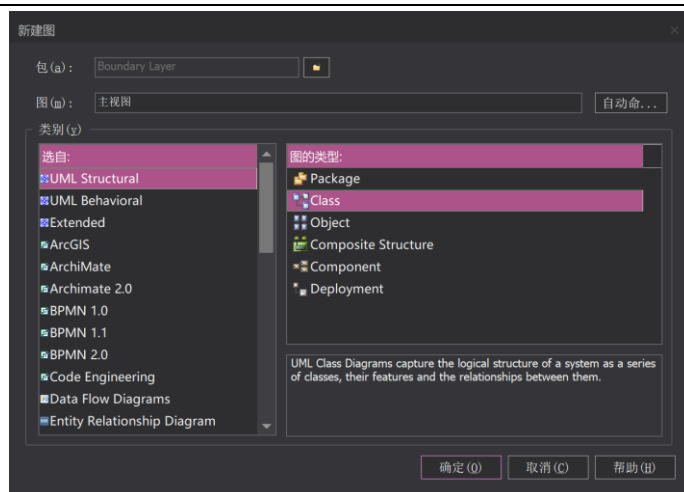 新建图
包(a): Boundary Layer
图(m): 主视图 自动命...
类别(y)
选自:
UML Structural
UML Behavioral
Extended
ArcGIS
ArchiMate
Archimate 2.0
BPMN 1.0
BPMN 1.1
BPMN 2.0
Code Engineering
Data Flow Diagrams
Entity Relationship Diagram
图的类型:
Package
Class
Object
Composite Structure
Component
Deployment
UML Class Diagrams capture the logical structure of a system as a series
of classes, their features and the relationships between them.
确定(O) 取消(C) 帮助(H)